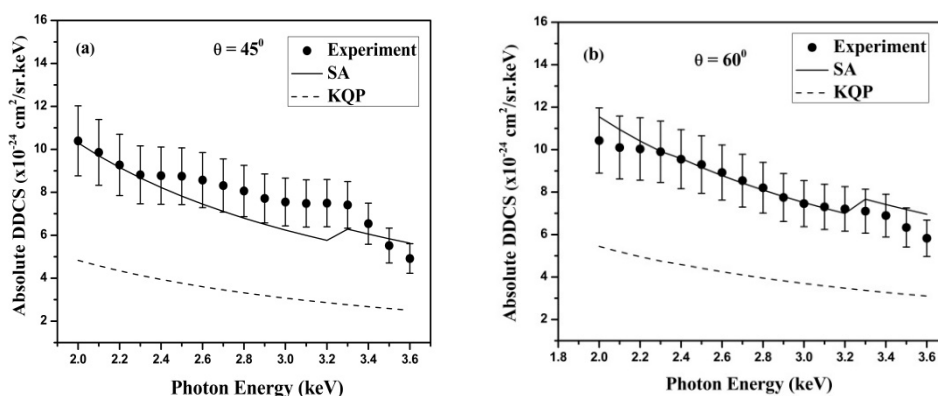 (a)
θ = 45⁰
Experiment
SA
KQP
Absolute DDCS (x10⁻²⁴ cm²/sr.keV)
16
14
12
10
8
6
4
2
2.0 2.2 2.4 2.6 2.8 3.0 3.2 3.4 3.6
Photon Energy (keV)
(b)
θ = 60⁰
Experiment
SA
KQP
Absolute DDCS (x10⁻²⁴ cm²/sr.keV)
16
14
12
10
8
6
4
2
1.8 2.0 2.2 2.4 2.6 2.8 3.0 3.2 3.4 3.6
Photon Energy (keV)